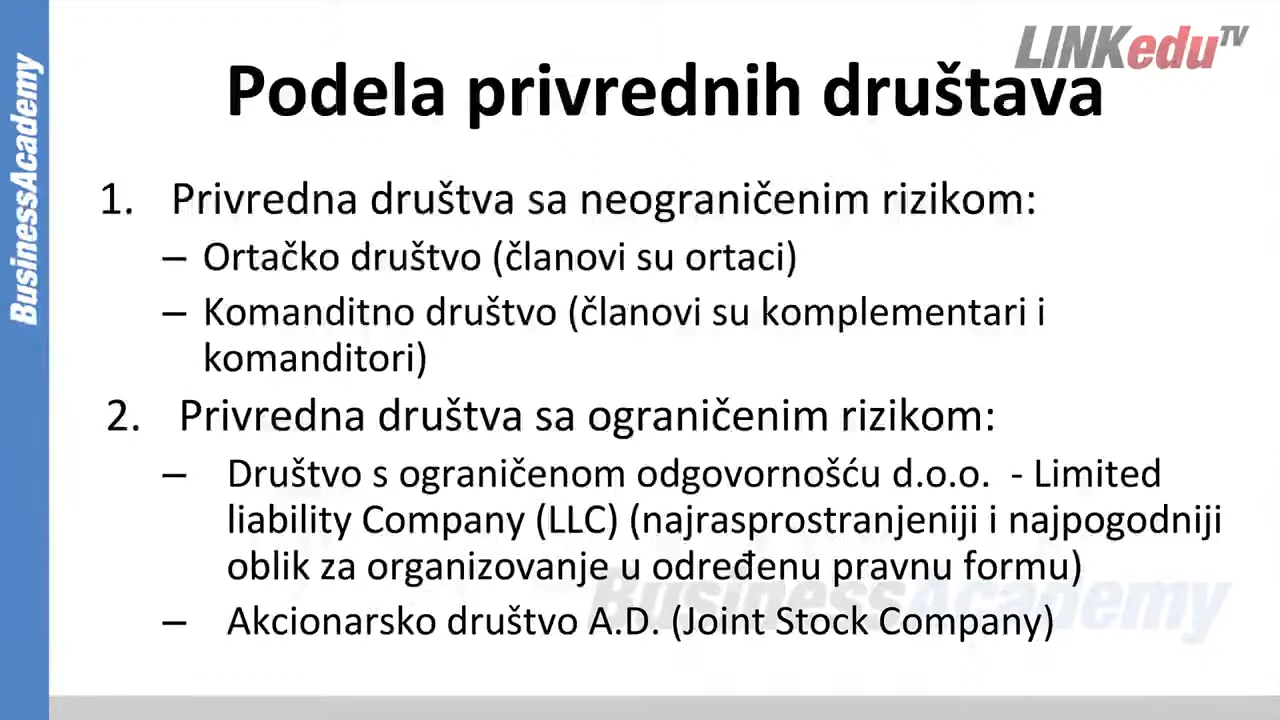 LINKeduTV
BusinessAcademy
Podela privrednih društava
1. Privredna društva sa neograničenim rizikom:
– Ortačko društvo (članovi su ortaci)
– Komanditno društvo (članovi su komplementari i
komanditori)
2. Privredna društva sa ograničenim rizikom:
– Društvo s ograničenom odgovornošću d.o.o. - Limited
liability Company (LLC) (najrasprostranjeniji i najpogodniji
oblik za organizovanje u određenu pravnu formu)
– Akcionarsko društvo A.D. (Joint Stock Company)
BusinessAcademy